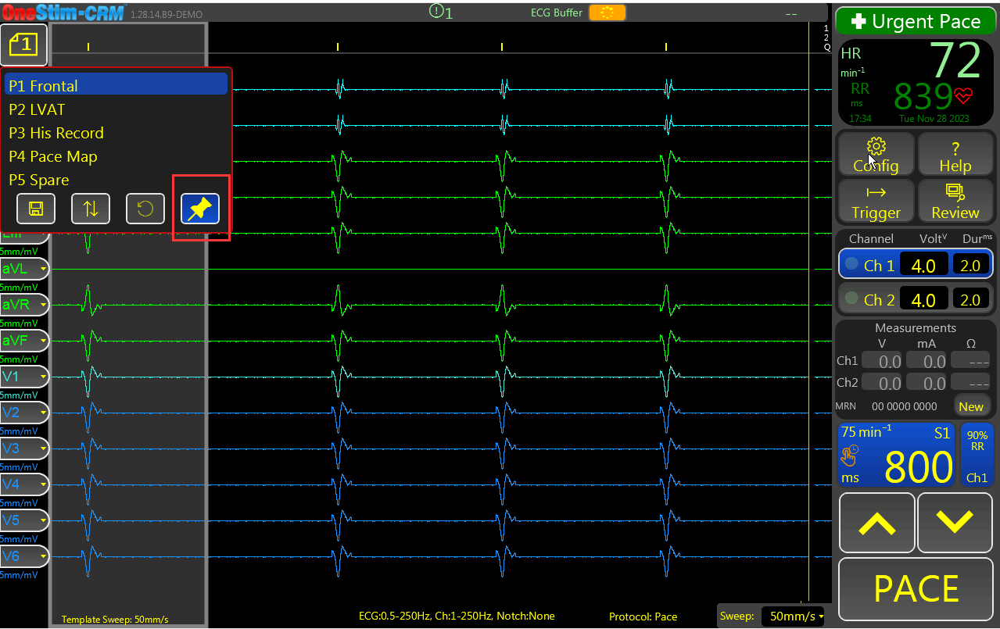 OneStim-CRM™ 1.28.14.B9-DEMO
1
ECG Buffer
--
1
1
2
Q
P1 Frontal
P2 LVAT
P3 His Record
P4 Pace Map
P5 Spare
5mm/mV
aVL
5mm/mV
aVR
5mm/mV
aVF
5mm/mV
V1
5mm/mV
V2
5mm/mV
V3
5mm/mV
V4
5mm/mV
V5
5mm/mV
V6
5mm/mV
Template Sweep: 50mm/s
ECG:0.5-250Hz, Ch:1-250Hz, Notch:None
Protocol: Pace
Sweep: 50mm/s
Urgent Pace
HR 72
min⁻¹
RR 839
ms
17:34 Tue Nov 28 2023
Config
? Help
Trigger
Review
Channel Voltⱽ Durᵐˢ
Ch 1 4.0 2.0
Ch 2 4.0 2.0
Measurements
V mA Ω
Ch1 0.0 0.0 ---
Ch2 0.0 0.0 ---
MRN 00 0000 0000 New
75 min⁻¹ S1
ms 800
90%
RR
Ch1
PACE